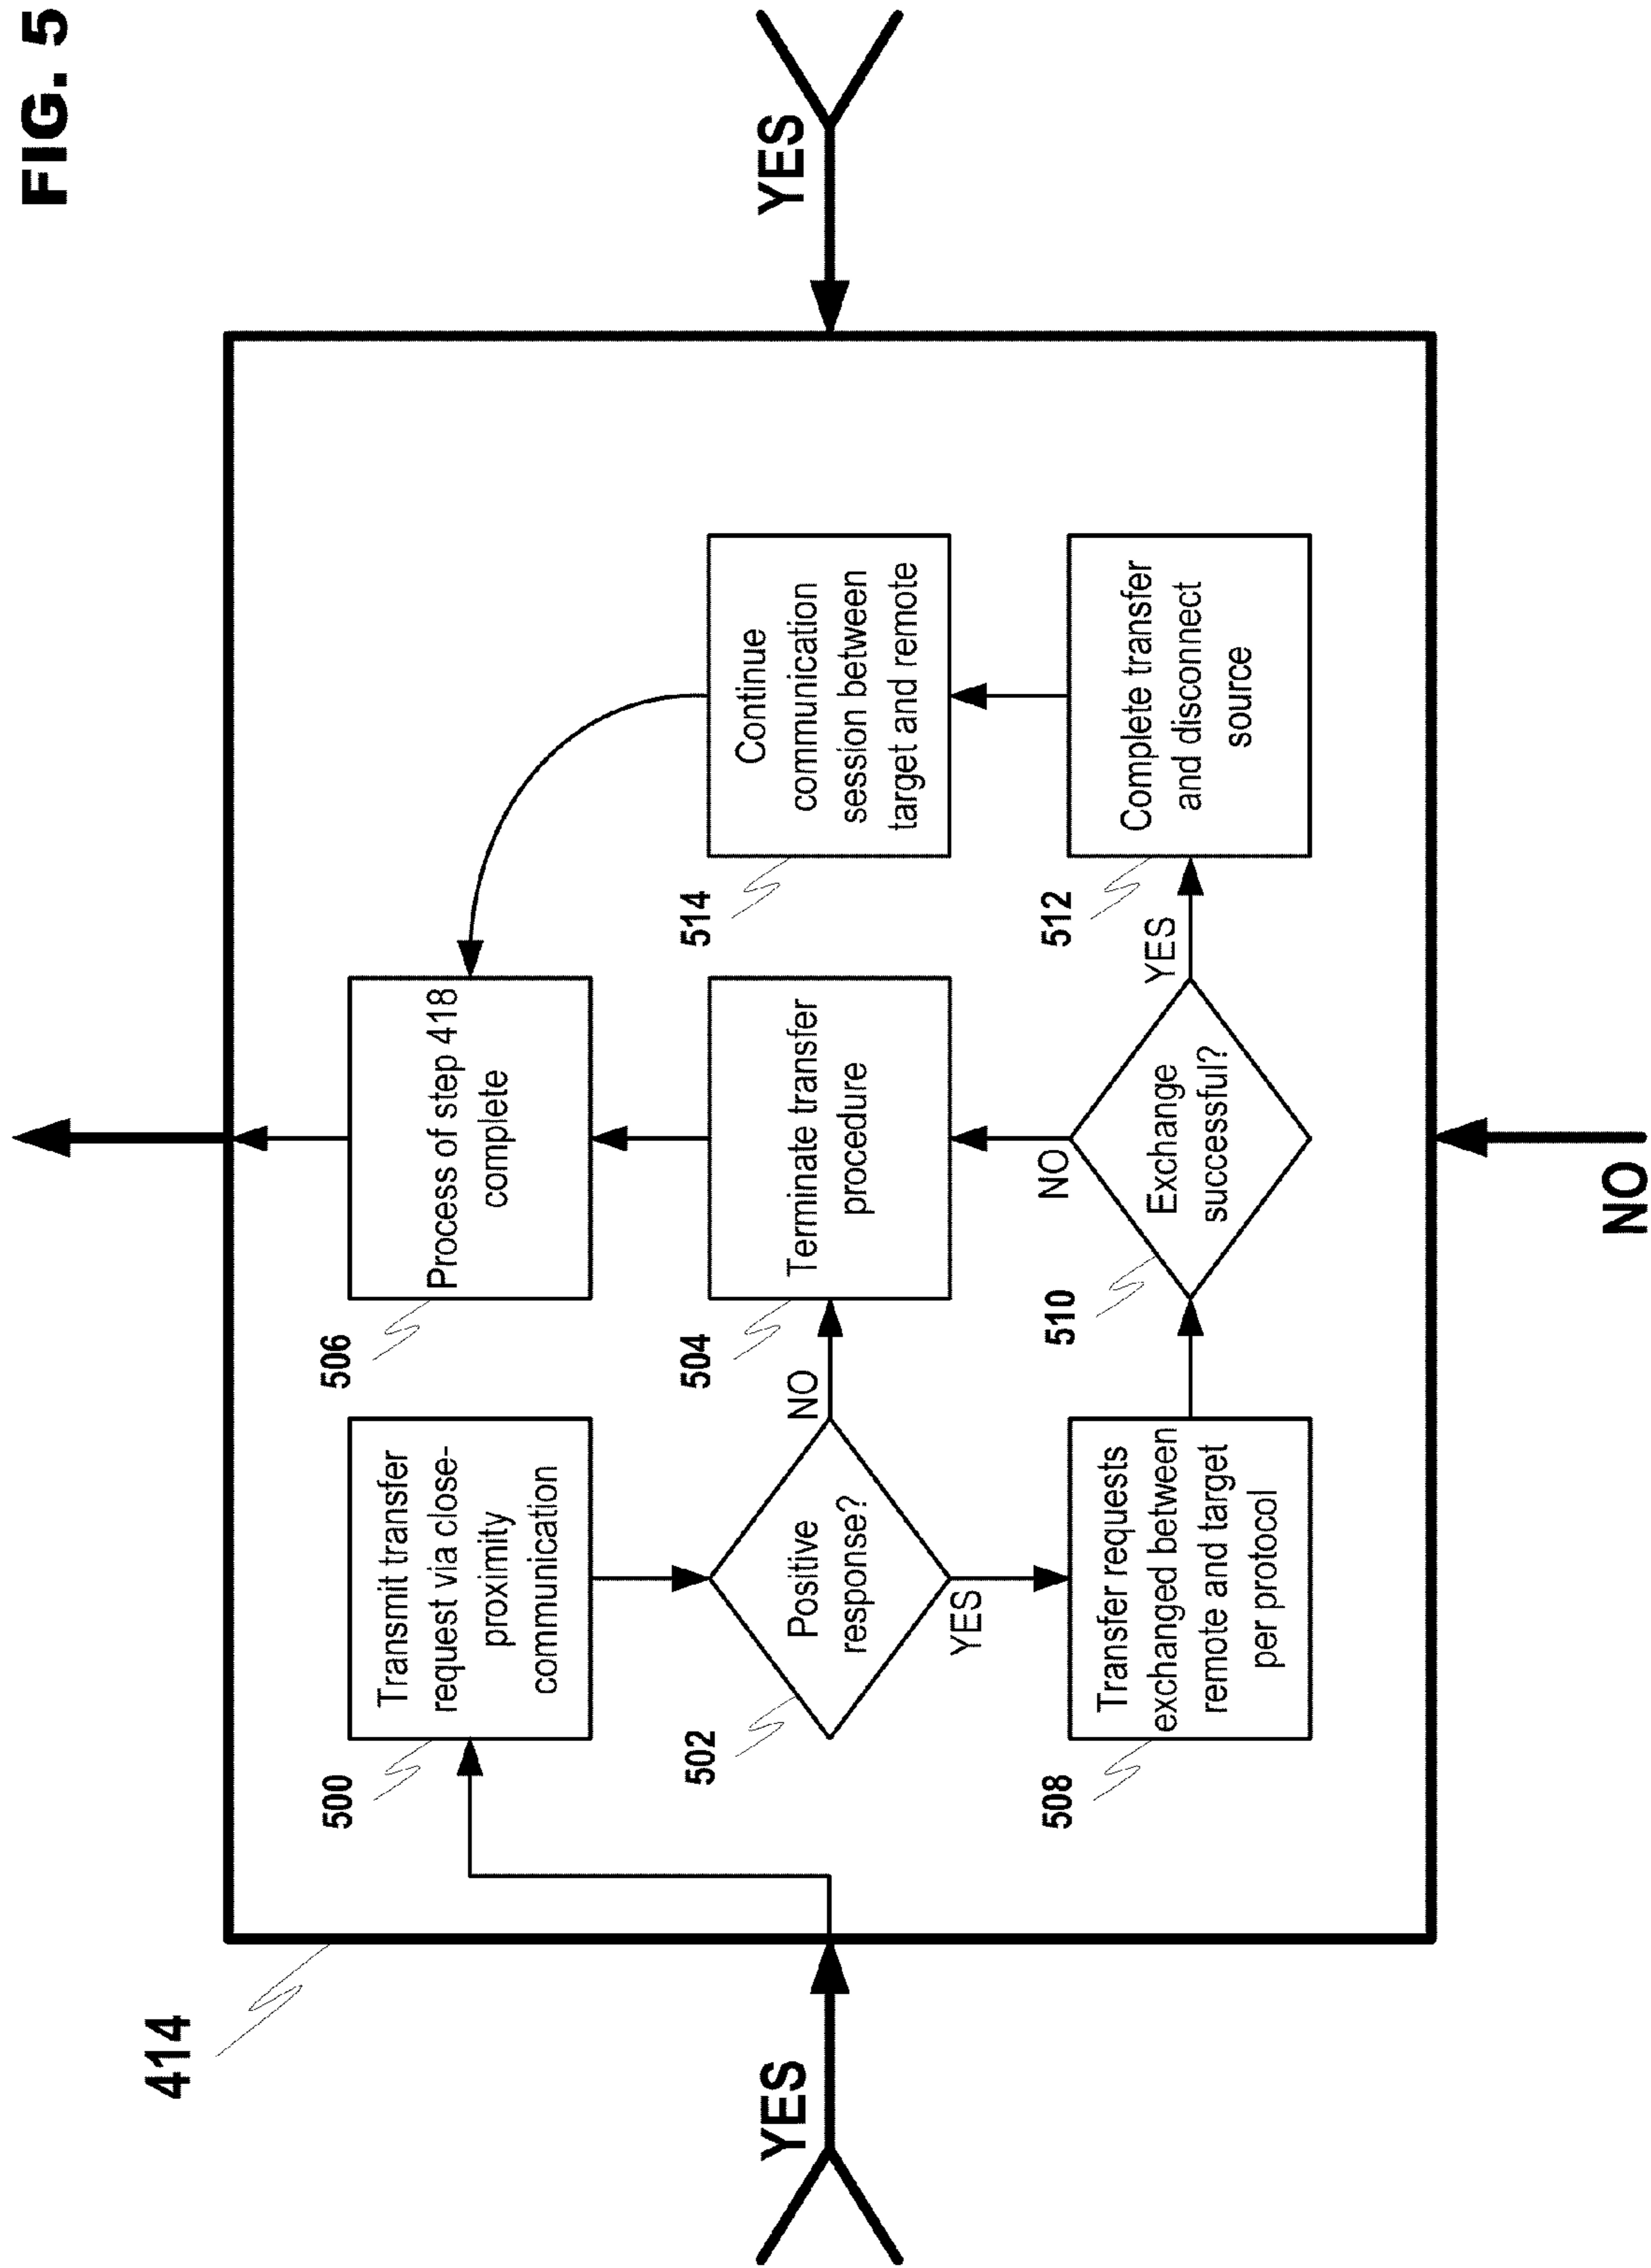 FIG. 5
414
YES
YES
NO
500
Transmit transfer
request via close-
proximity
communication
502
Positive
response?
NO
YES
504
Terminate transfer
procedure
506
Process of step 418
complete
508
Transfer requests
exchanged between
remote and target
per protocol
510
Exchange
successful?
NO
YES
512
Complete transfer
and disconnect
source
514
Continue
communication
session between
target and remote